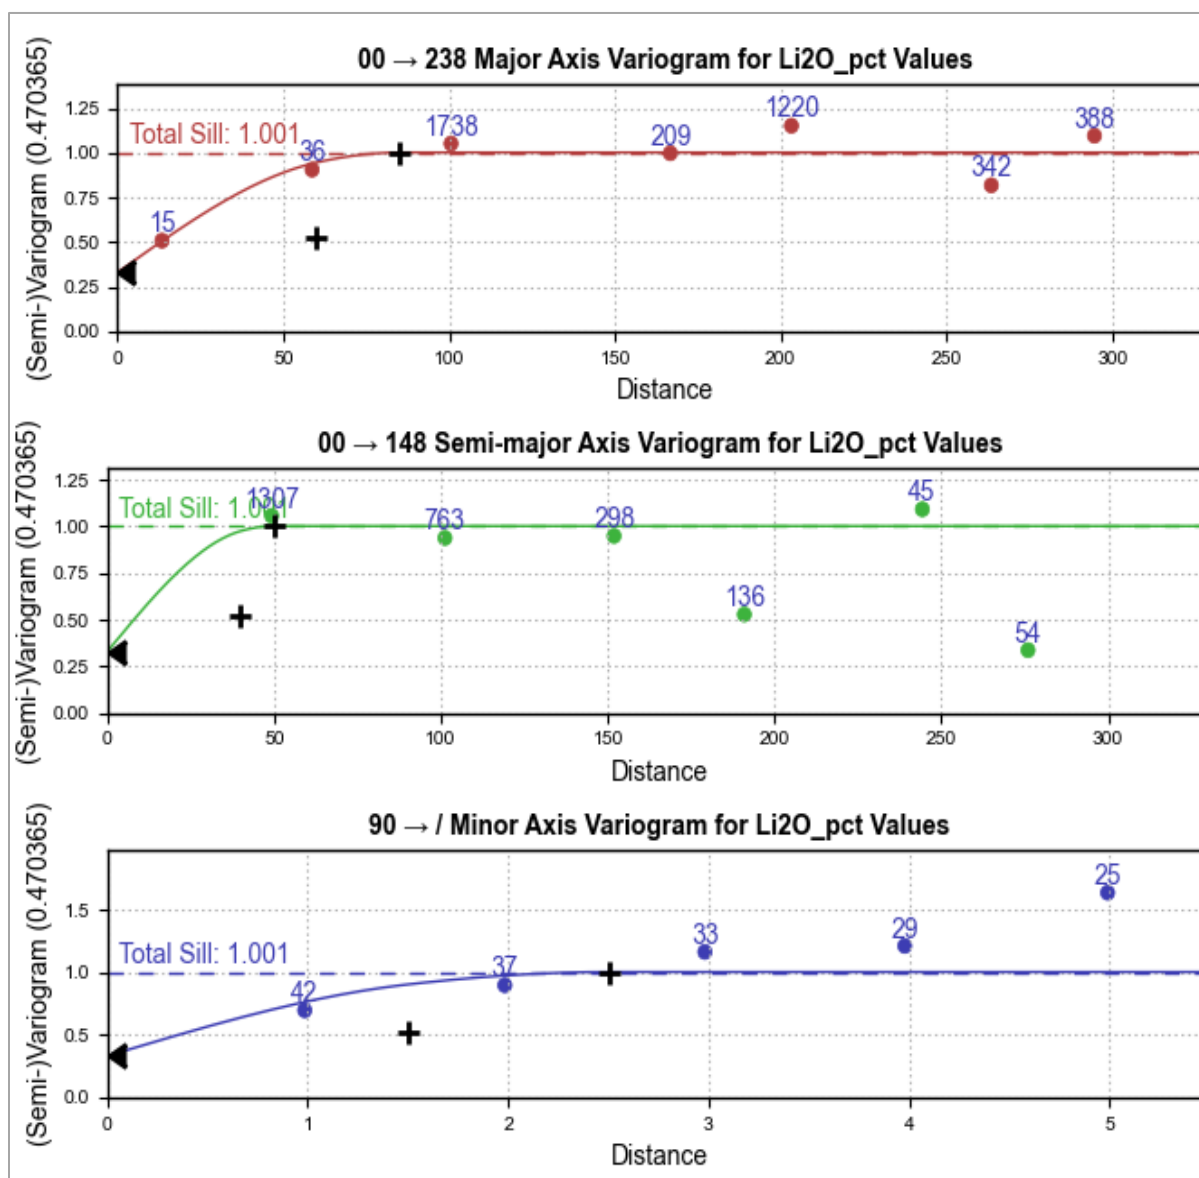 00 → 238 Major Axis Variogram for Li2O_pct Values
(Semi-)Variogram (0.470365)
1.25
1.00
0.75
0.50
0.25
0.00
Total Sill: 1.001
15
36
1738
209
1220
342
388
0 50 100 150 200 250 300
Distance
00 → 148 Semi-major Axis Variogram for Li2O_pct Values
(Semi-)Variogram (0.470365)
1.25
1.00
0.75
0.50
0.25
0.00
Total Sill: 1.001
1307
763
298
136
45
54
0 50 100 150 200 250 300
Distance
90 → / Minor Axis Variogram for Li2O_pct Values
(Semi-)Variogram (0.470365)
1.5
1.0
0.5
0.0
Total Sill: 1.001
42
37
33
29
25
0 1 2 3 4 5
Distance